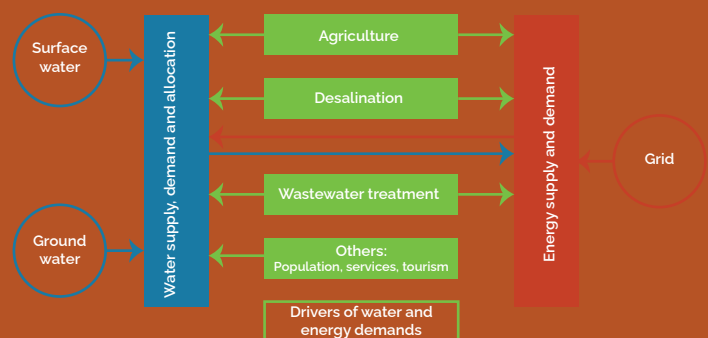 Surface
water
Ground
water
Water supply, demand and allocation
Agriculture
Desalination
Wastewater treatment
Others:
Population, services, tourism
Drivers of water and
energy demands
Energy supply and demand
Grid